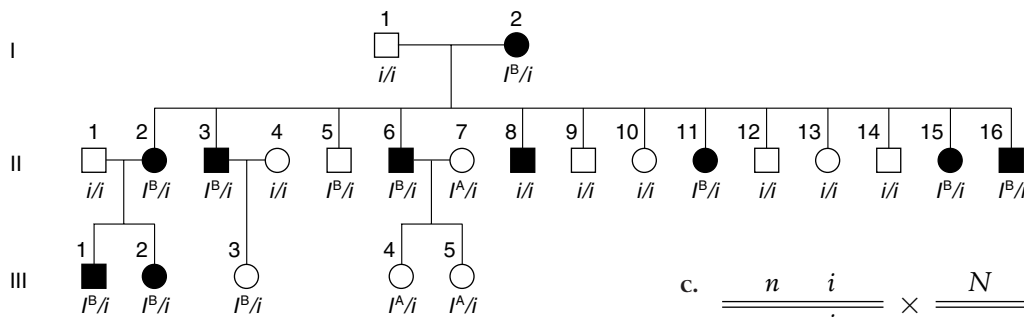 1 2
I
i/i I^B/i
1 2 3 4 5 6 7 8 9 10 11 12 13 14 15 16
II
i/i I^B/i I^B/i i/i I^B/i I^B/i I^A/i i/i i/i i/i I^B/i i/i i/i i/i I^B/i I^B/i
1 2 3 4 5
III
I^B/i I^B/i I^B/i I^A/i I^A/i
c. n i × N